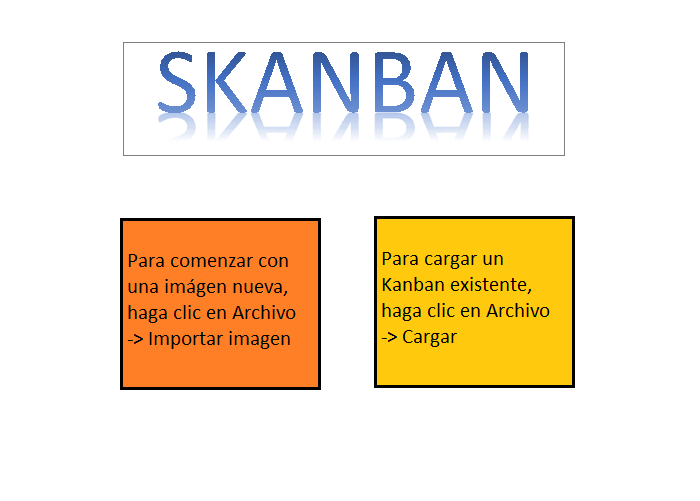 SKANBAN
Para comenzar con
una imágen nueva,
haga clic en Archivo
-> Importar imagen
Para cargar un
Kanban existente,
haga clic en Archivo
-> Cargar